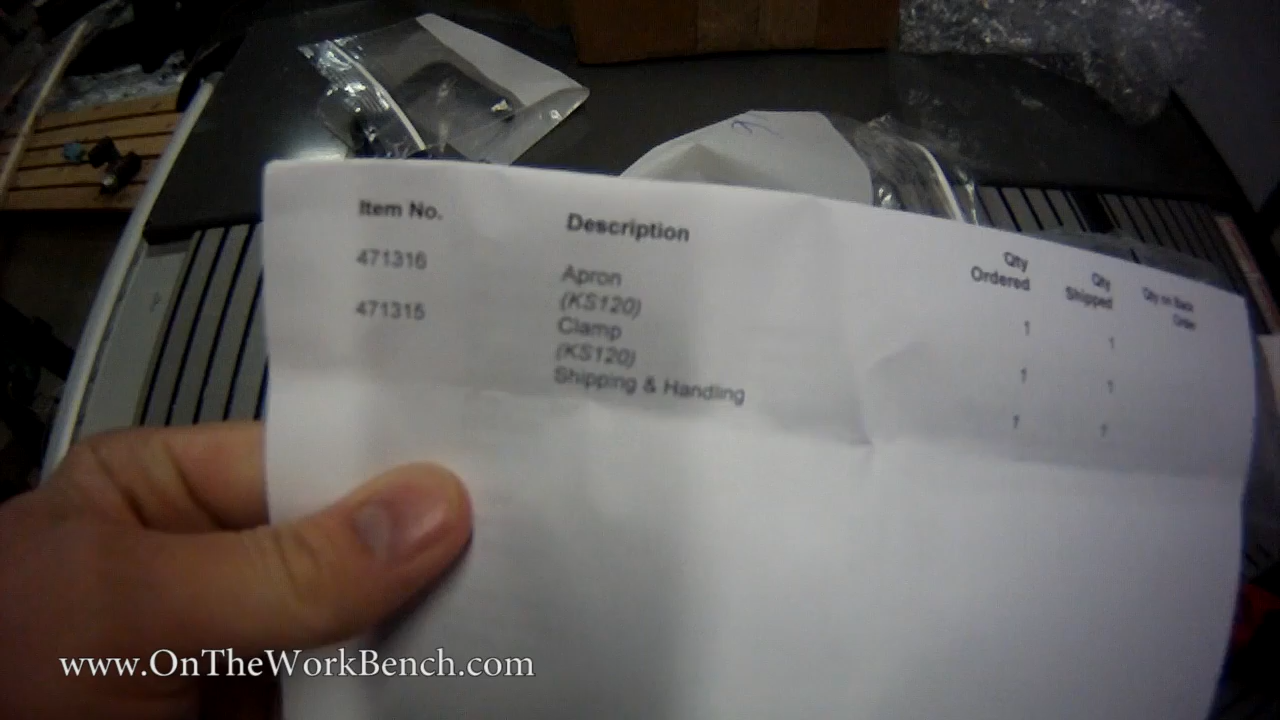 Item No. Description Qty Ordered Qty Shipped Qty on Back Order
471316 Apron 1 1
(KS120)
471315 Clamp 1 1
(KS120)
Shipping & Handling 1 1
www.OnTheWorkBench.com